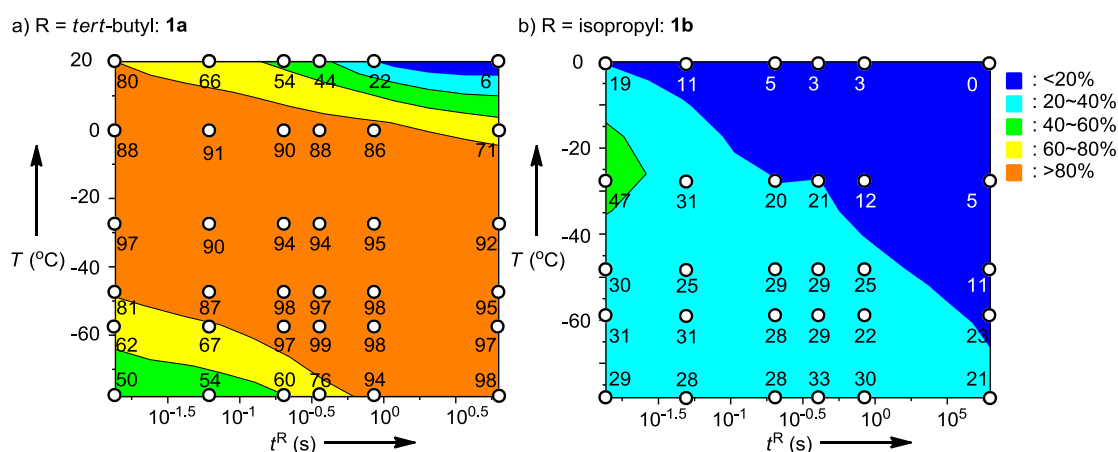 a) R = tert-butyl: 1a
20
80 66 54 44 22 6
0
88 91 90 88 86 71
-20
97 90 94 94 95 92
-40
T (°C)
81 87 98 97 98 95
-60
62 67 97 99 98 97
50 54 60 76 94 98
10-1.5 10-1 10-0.5 100 100.5
tR (s)
b) R = isopropyl: 1b
0
19 11 5 3 3 0
-20
47 31 20 21 12 5
-40
T (°C)
30 25 29 29 25 11
-60
31 31 28 29 22 23
29 28 28 33 30 21
10-1.5 10-1 10-0.5 100 105
tR (s)
: <20%
: 20~40%
: 40~60%
: 60~80%
: >80%